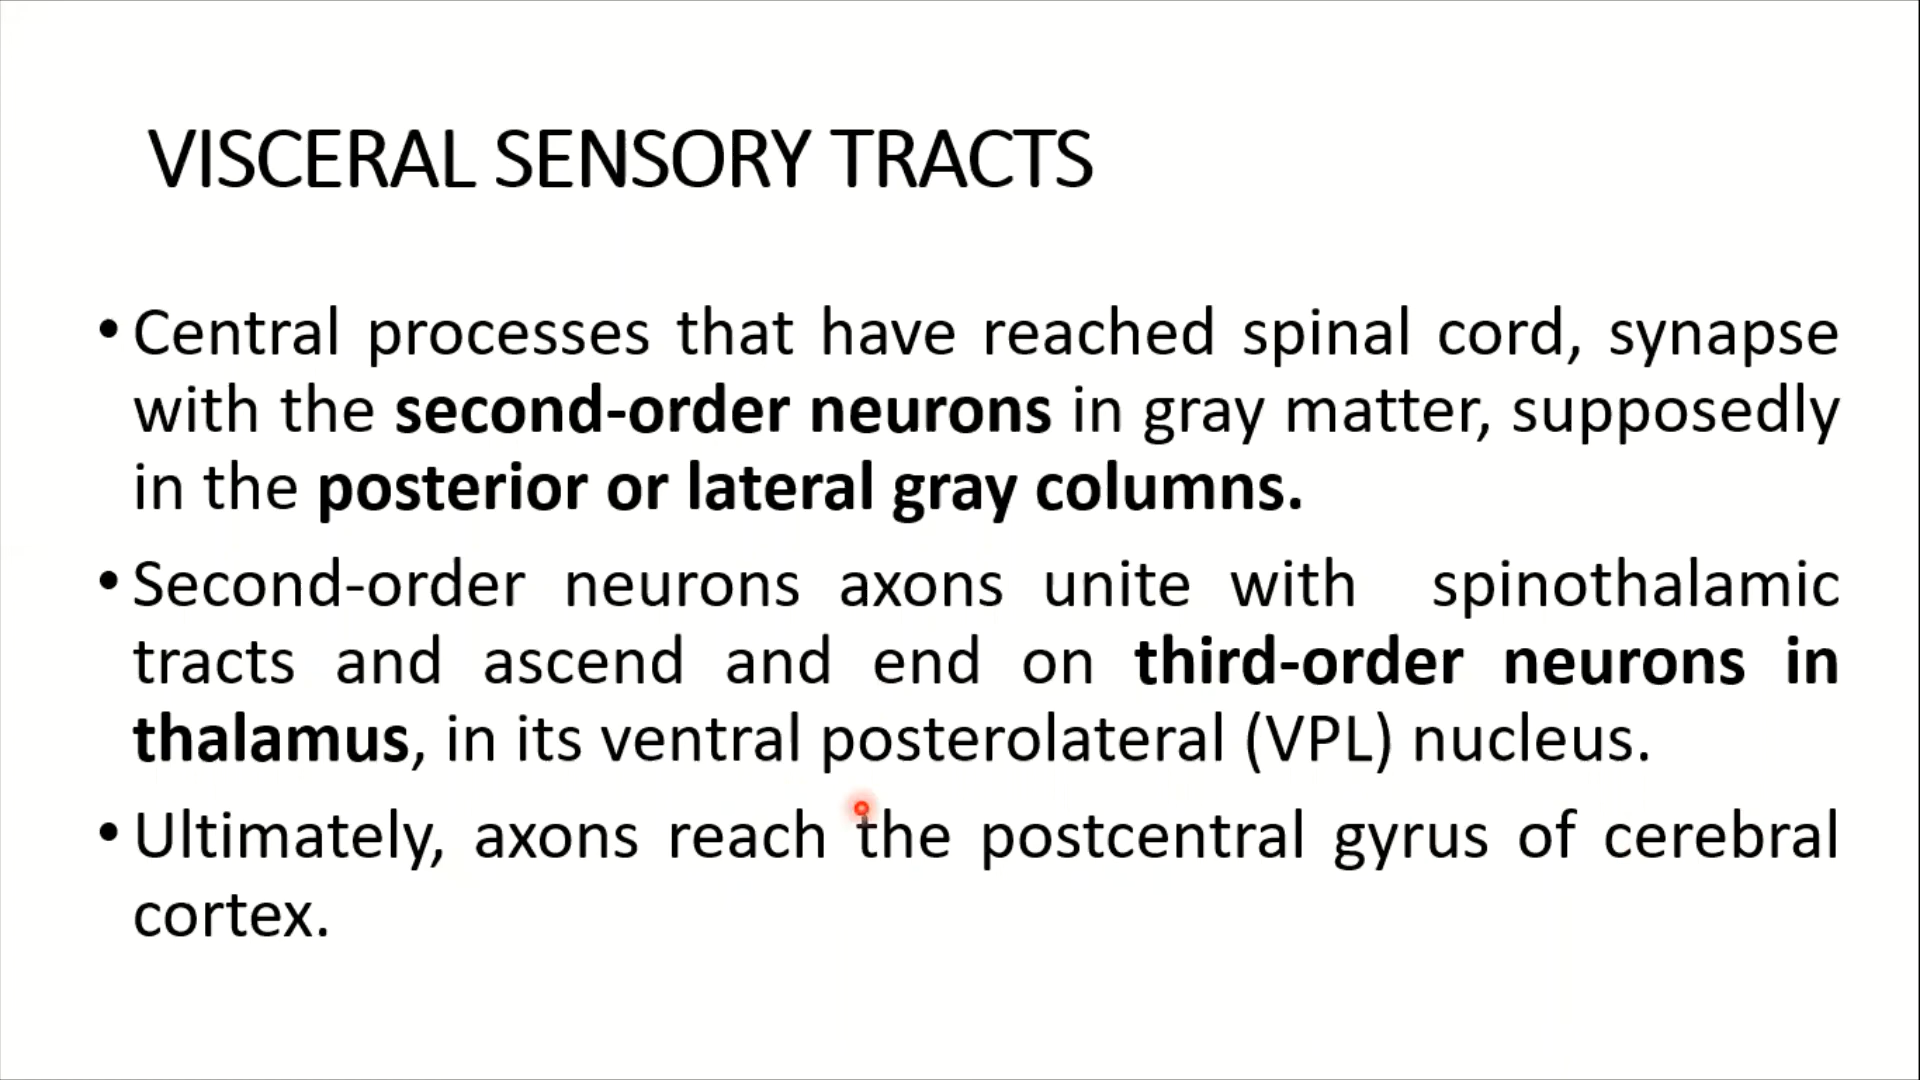 VISCERAL SENSORY TRACTS
• Central processes that have reached spinal cord, synapse
with the second-order neurons in gray matter, supposedly
in the posterior or lateral gray columns.
• Second-order neurons axons unite with spinothalamic
tracts and ascend and end on third-order neurons in
thalamus, in its ventral posterolateral (VPL) nucleus.
• Ultimately, axons reach the postcentral gyrus of cerebral
cortex.